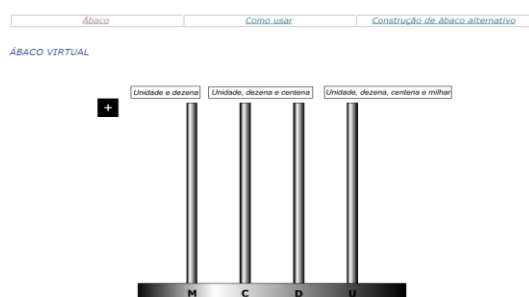 Ábaco Como usar Construção de ábaco alternativo
ÁBACO VIRTUAL
Unidade e dezena Unidade, dezena e centena Unidade, dezena, centena e milhar
+
M C D U